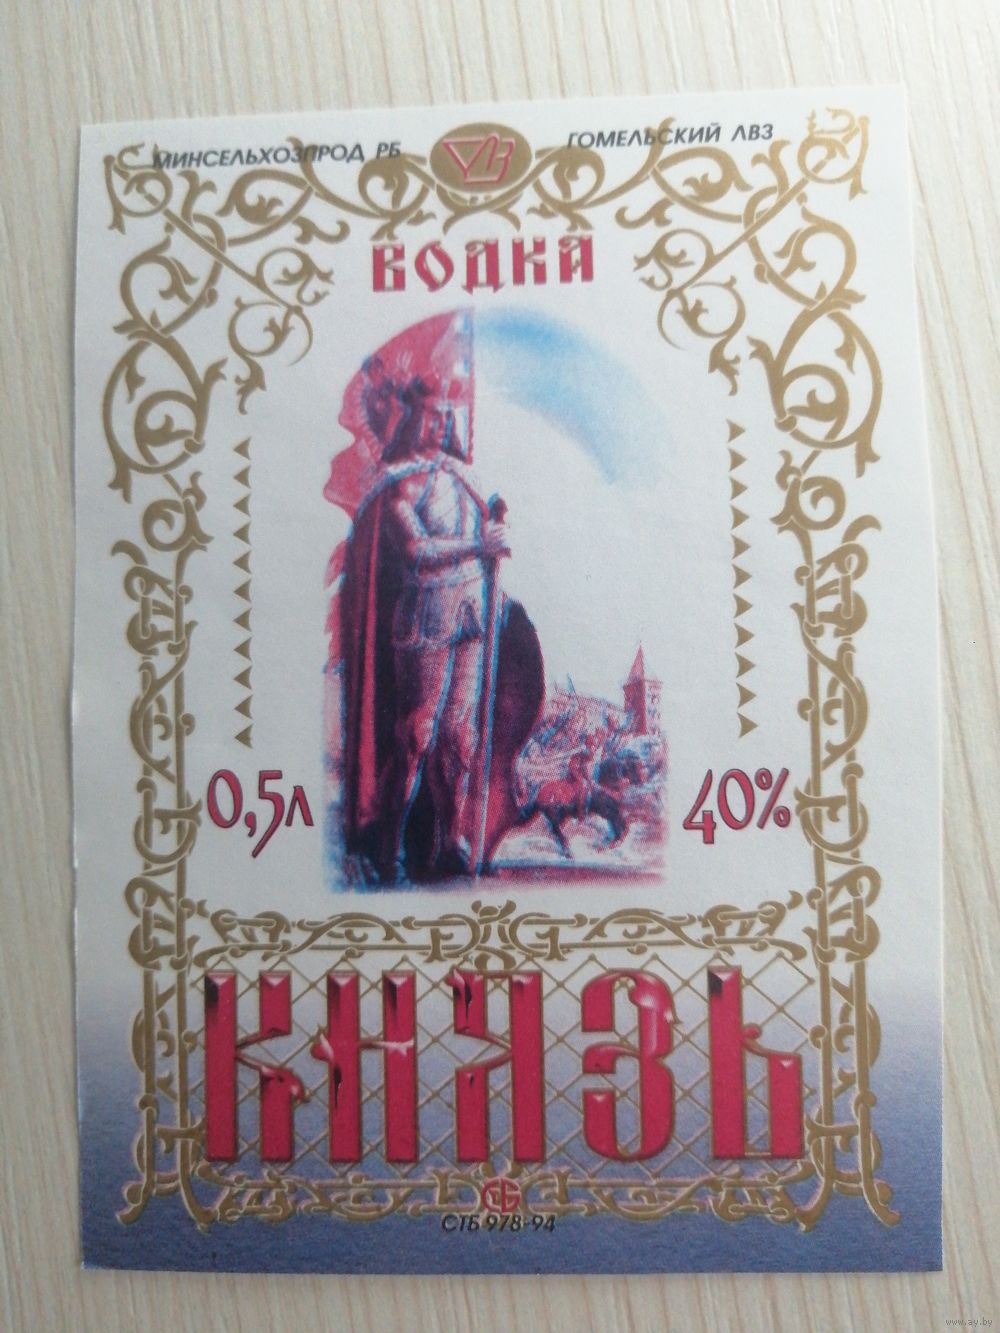 МИНСЕЛЬХОЗПРОД РБ
ГОМЕЛЬСКИЙ ЛВЗ
ВОДКА
0,5л
40%
КНЯЗЬ
СТБ 978-94
www.ay.by